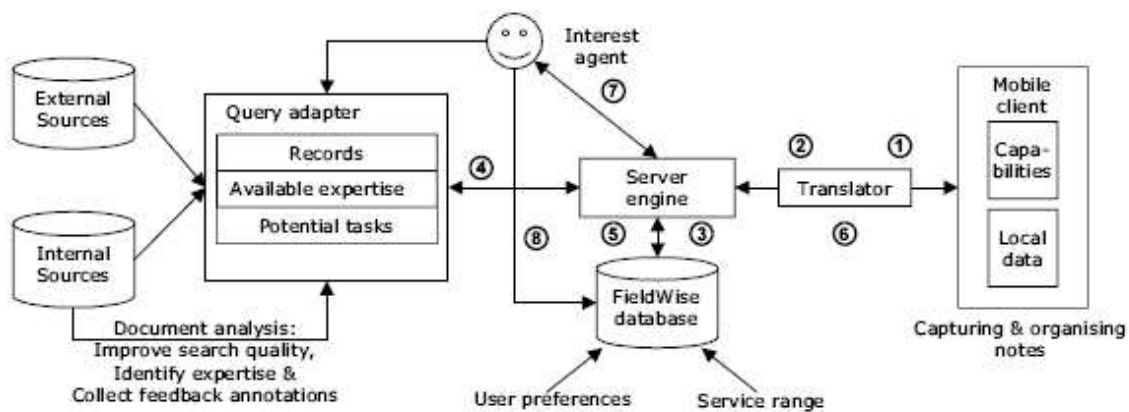 External
Sources
Internal
Sources
Query adapter
Records
Available expertise
Potential tasks
Document analysis:
Improve search quality,
Identify expertise &
Collect feedback annotations
Interest
agent
⑦
④
⑧
Server
engine
⑤
③
FieldWise
database
User preferences
Service range
②
①
Translator
⑥
Mobile
client
Capa-
bilities
Local
data
Capturing & organising
notes